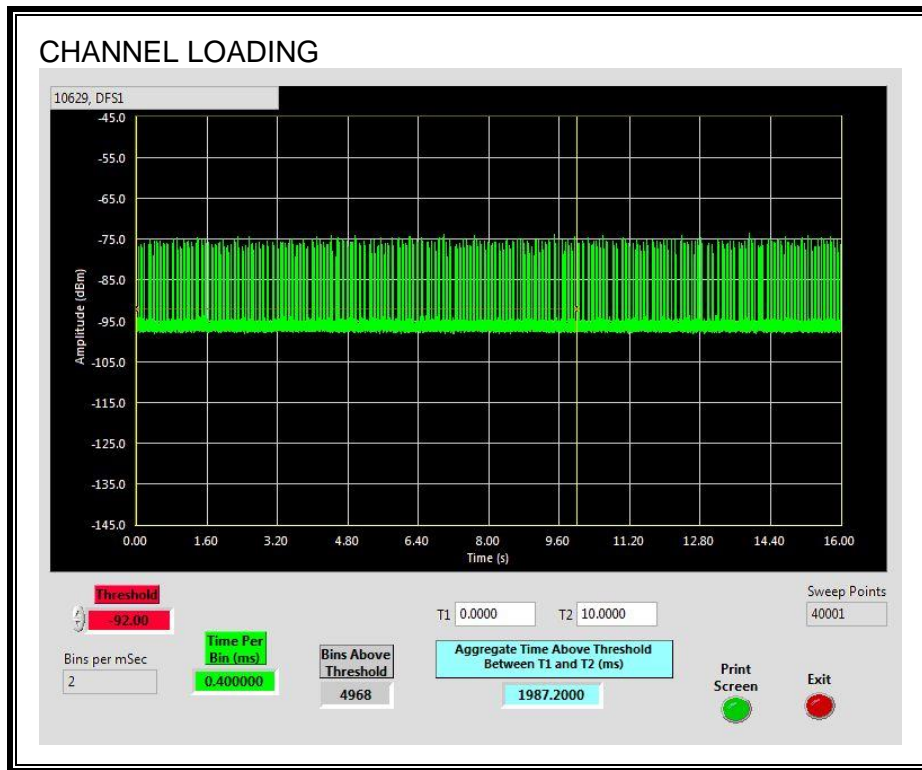 CHANNEL LOADING
10629, DFS1
-45.0
-55.0
-65.0
-75.0
-85.0
-95.0
-105.0
-115.0
-125.0
-135.0
-145.0
Amplitude (dBm)
0.00 1.60 3.20 4.80 6.40 8.00 9.60 11.20 12.80 14.40 16.00
Time (s)
Threshold
-92.00
Bins per mSec
2
Time Per
Bin (ms)
0.400000
Bins Above
Threshold
4968
T1 0.0000 T2 10.0000
Aggregate Time Above Threshold
Between T1 and T2 (ms)
1987.2000
Sweep Points
40001
Print
Screen
Exit